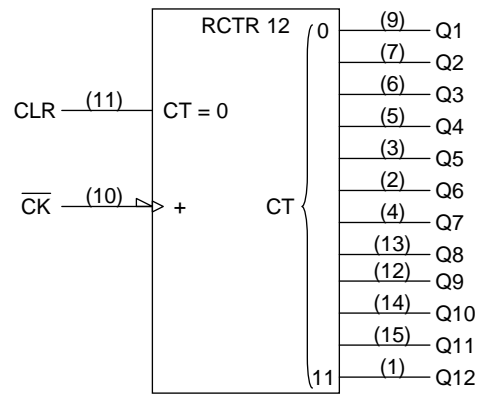 RCTR 12
0 (9) Q1
(7) Q2
(6) Q3
CLR (11) CT = 0
(5) Q4
(3) Q5
C̅K̅ (10) + CT
(2) Q6
(4) Q7
(13) Q8
(12) Q9
(14) Q10
(15) Q11
11 (1) Q12